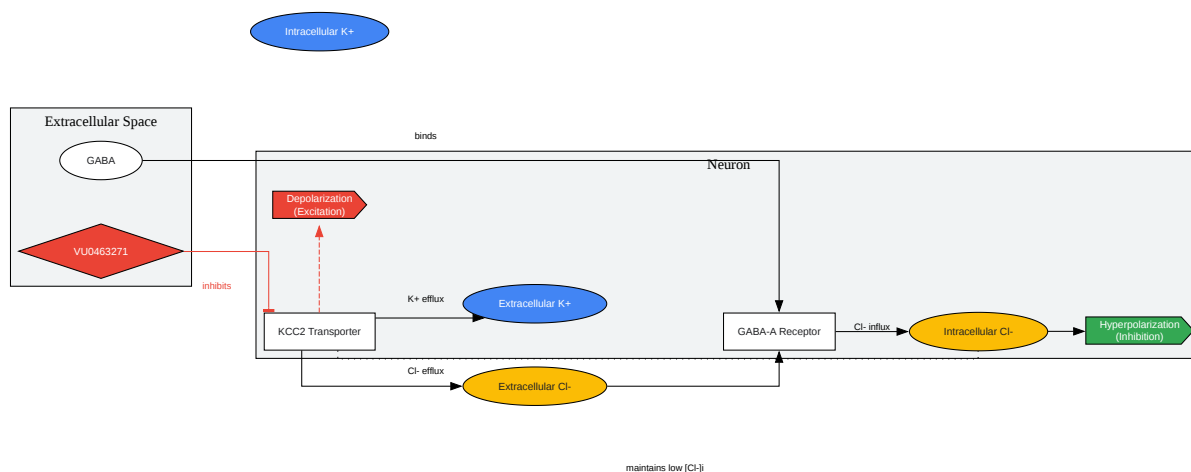 Intracellular K+
Extracellular Space
GABA
binds
Neuron
Depolarization
(Excitation)
VU0463271
inhibits
K+ efflux
Extracellular K+
KCC2 Transporter
GABA-A Receptor
Cl- influx
Intracellular Cl-
Hyperpolarization
(Inhibition)
Cl- efflux
Extracellular Cl-
maintains low [Cl-]i